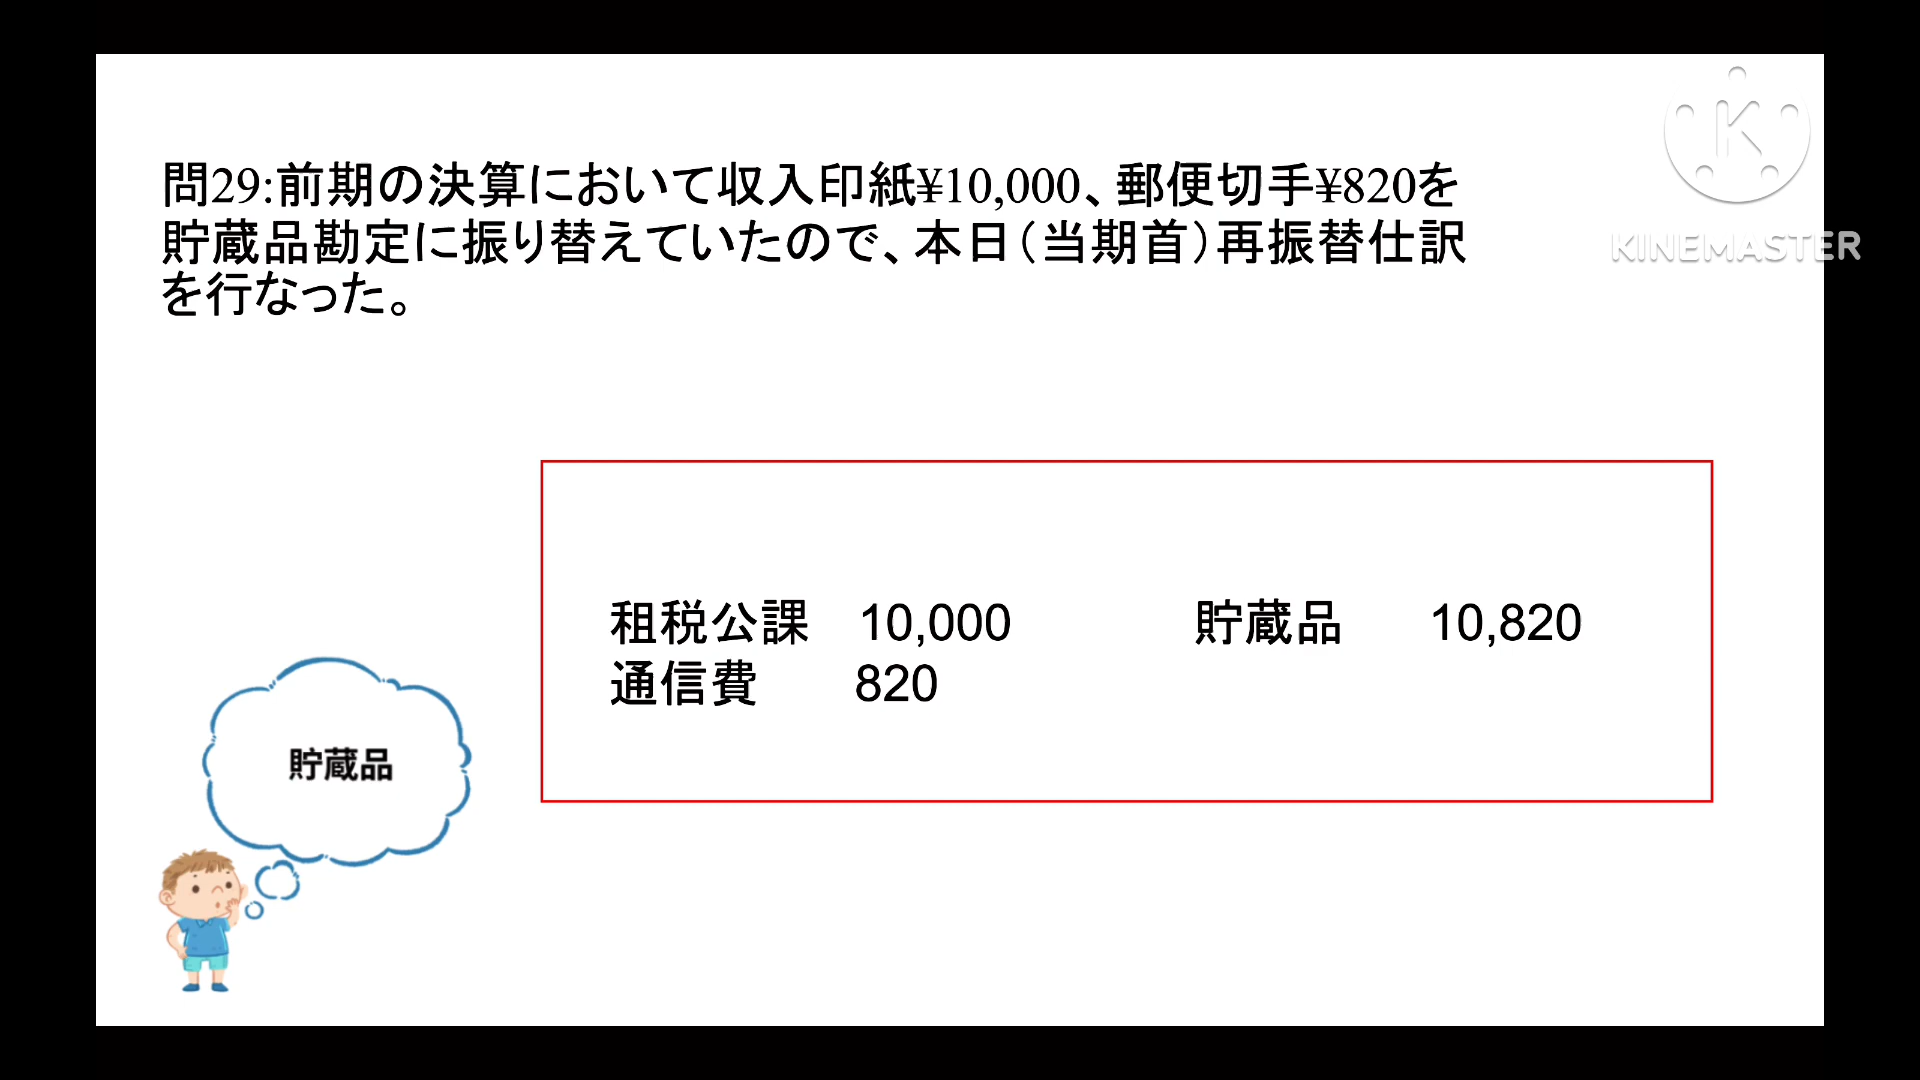 問29:前期の決算において収入印紙¥10,000、郵便切手¥820を
貯蔵品勘定に振り替えていたので、本日（当期首）再振替仕訳
を行なった。
K
KINEMASTER
租税公課 10,000 貯蔵品 10,820
通信費 820
貯蔵品